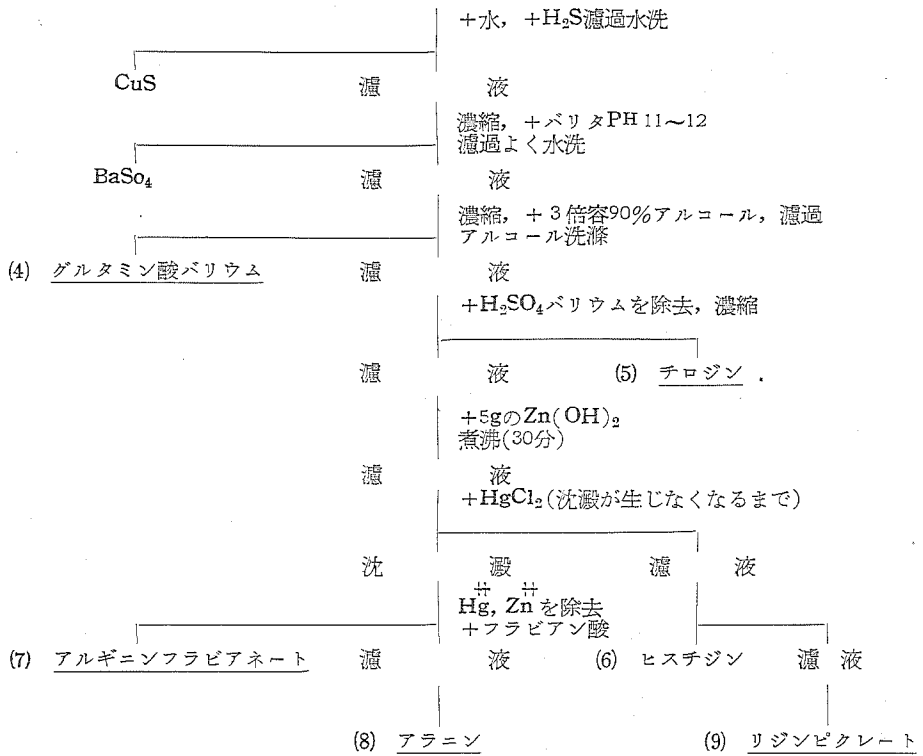 +水, +H₂S濾過水洗
CuS 濾 液
濃縮, +バリタPH 11~12
濾過よく水洗
BaSo₄ 濾 液
濃縮, +3倍容90%アルコール, 濾過
アルコール洗滌
(4) グルタミン酸バリウム 濾 液
+H₂SO₄バリウムを除去, 濃縮
濾 液 (5) チロジン .
+5gのZn(OH)₂
煮沸(30分)
濾 液
+HgCl₂(沈澱が生じなくなるまで)
沈 澱 濾 液
Hg⁺⁺, Zn⁺⁺を除去
+フラビアン酸
(7) アルギニンフラビアネート 濾 液 (6) ヒスチジン 濾 液
(8) アラニン (9) リジンピクレート